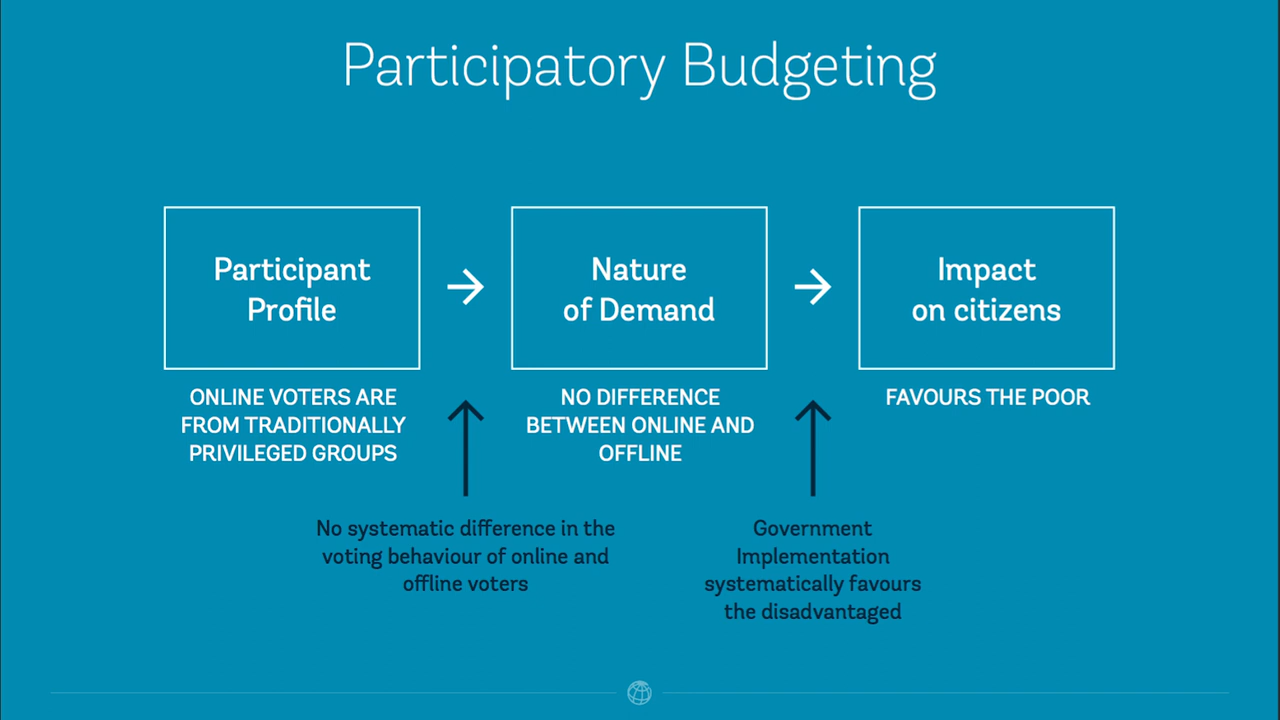 Participatory Budgeting
Participant
Profile
Nature
of Demand
Impact
on citizens
ONLINE VOTERS ARE
FROM TRADITIONALLY
PRIVILEGED GROUPS
NO DIFFERENCE
BETWEEN ONLINE AND
OFFLINE
FAVOURS THE POOR
No systematic difference in the
voting behaviour of online and
offline voters
Government
Implementation
systematically favours
the disadvantaged